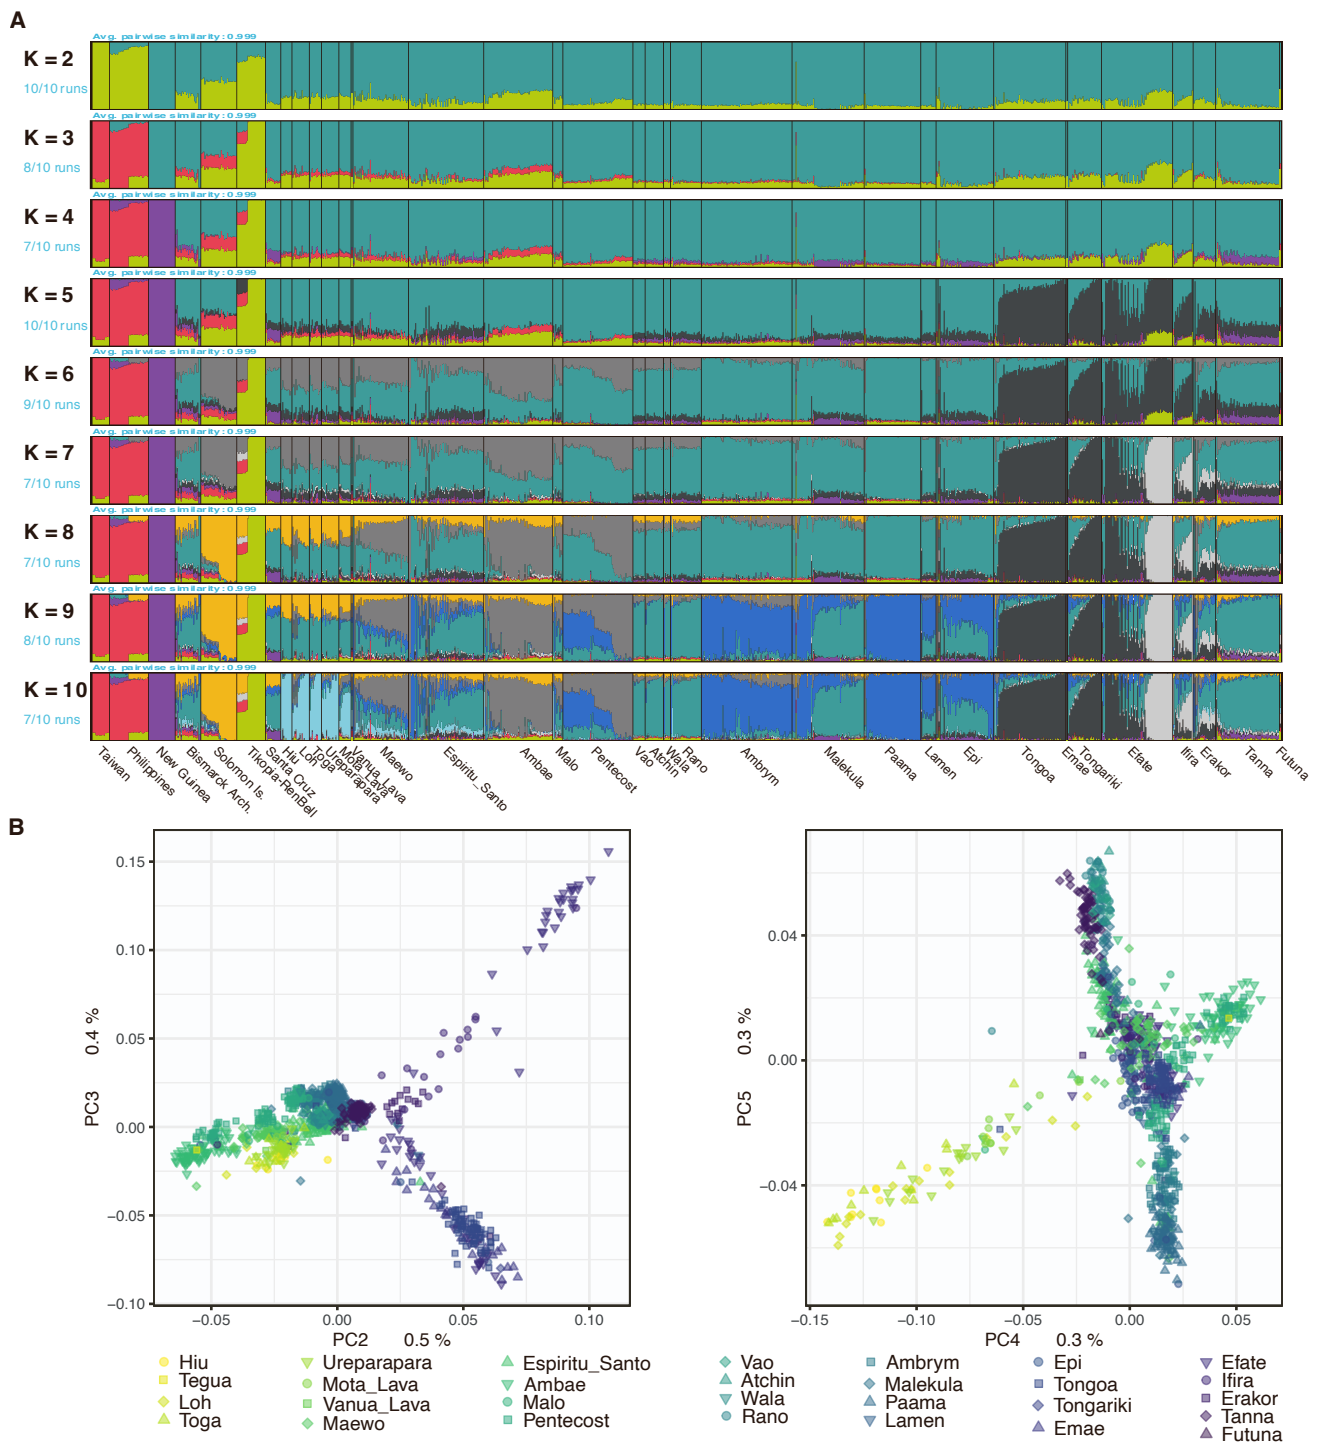 A
Avg. pairwise similarity: 0.999
K = 2
10/10 runs
Avg. pairwise similarity: 0.999
K = 3
8/10 runs
Avg. pairwise similarity: 0.999
K = 4
7/10 runs
Avg. pairwise similarity: 0.999
K = 5
10/10 runs
Avg. pairwise similarity: 0.999
K = 6
9/10 runs
Avg. pairwise similarity: 0.999
K = 7
7/10 runs
Avg. pairwise similarity: 0.999
K = 8
7/10 runs
Avg. pairwise similarity: 0.999
K = 9
8/10 runs
Avg. pairwise similarity: 0.999
K = 10
7/10 runs
Taiwan
Philippines
New Guinea
Bismarck Arch.
Solomon Is.
Tikopia-RenBell
Santa Cruz
Hiu
Loh
Toga
Ureparapara
Mota_Lava
Vanua_Lava
Maewo
Espiritu_Santo
Ambae
Malo
Pentecost
Vao
Atchin
Wala
Rano
Ambrym
Malekula
Paama
Lamen
Epi
Tongoa
Emae
Tongariki
Efate
Ifira
Erakor
Tanna
Futuna
B
0.15
0.10
0.05
0.00
−0.05
−0.10
PC3 0.4 %
−0.05 0.00 0.05 0.10
PC2 0.5 %
0.04
0.00
−0.04
PC5 0.3 %
−0.15 −0.10 −0.05 0.00 0.05
PC4 0.3 %
Hiu
Tegua
Loh
Toga
Ureparapara
Mota_Lava
Vanua_Lava
Maewo
Espiritu_Santo
Ambae
Malo
Pentecost
Vao
Atchin
Wala
Rano
Ambrym
Malekula
Paama
Lamen
Epi
Tongoa
Tongariki
Emae
Efate
Ifira
Erakor
Tanna
Futuna